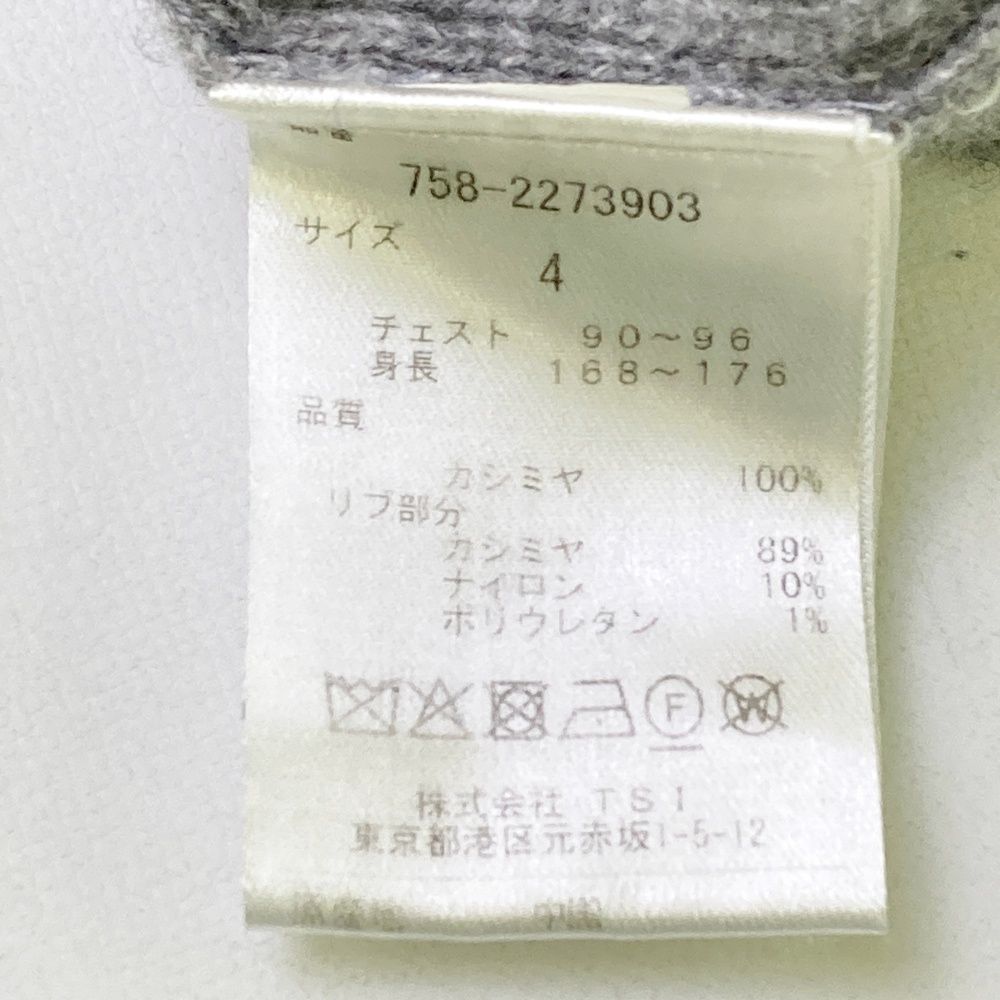 758-2273903
サイズ
4
チェスト 90～96
身長 168～176
品質
カシミヤ 100%
リブ部分
カシミヤ 89%
ナイロン 10%
ポリウレタン 1%
F W
株式会社 TSI
東京都港区元赤坂1-5-12